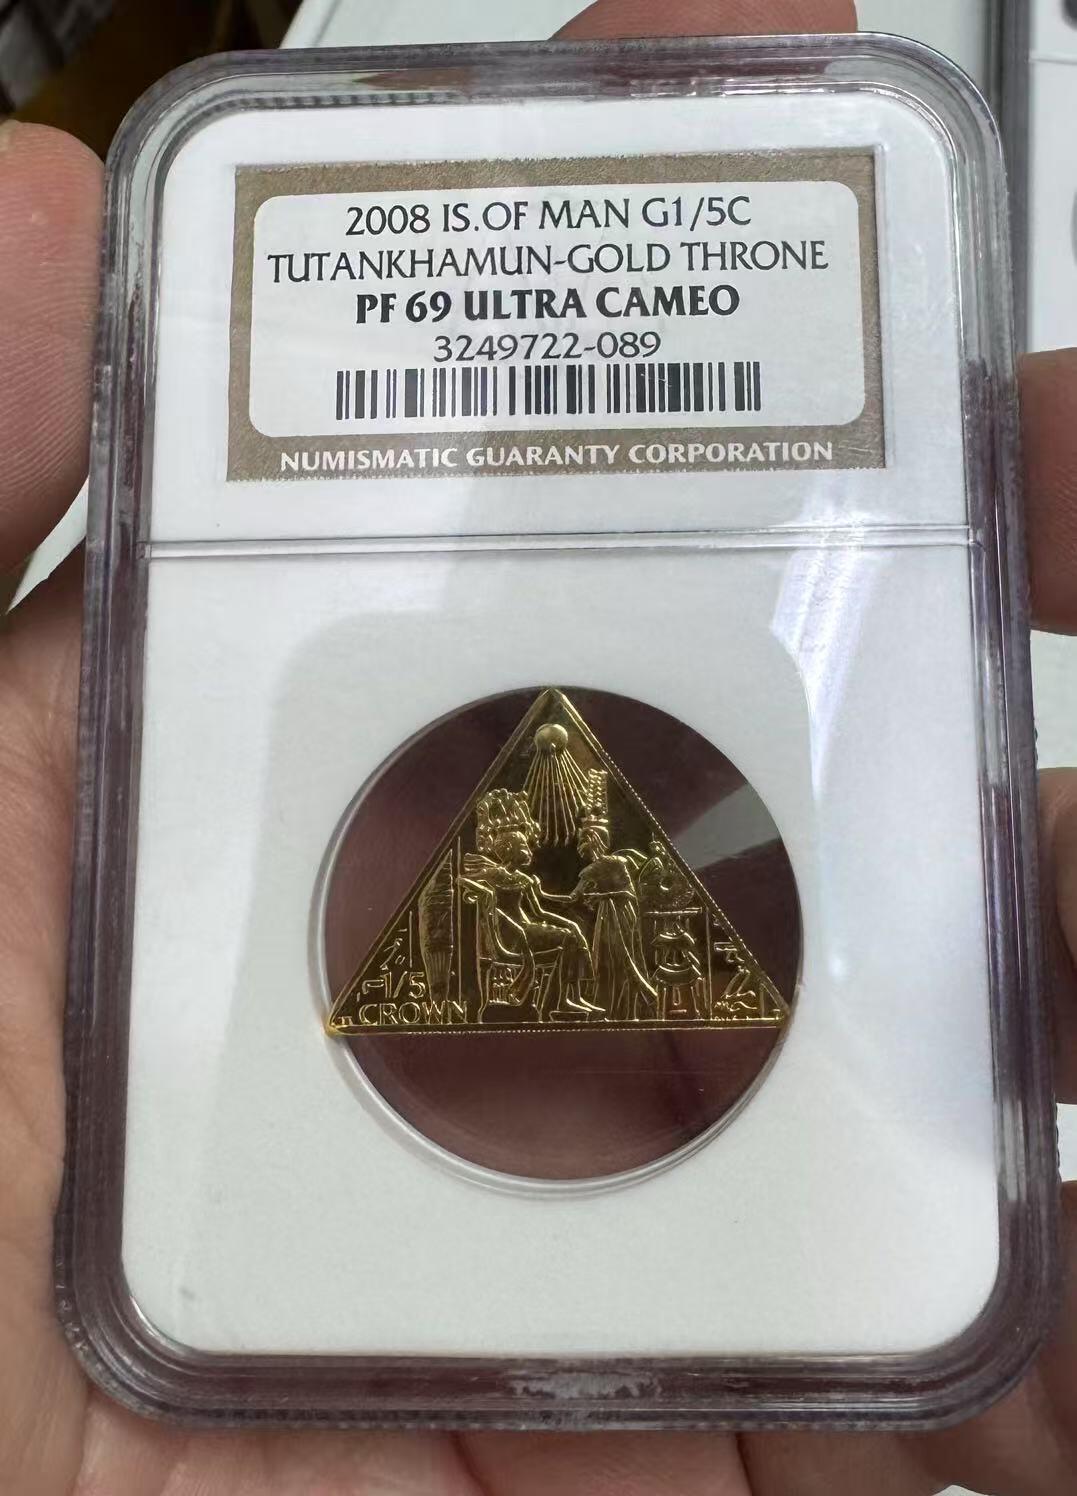 2008 IS.OF MAN G1/5C
TUTANKHAMUN-GOLD THRONE
PF 69 ULTRA CAMEO
3249722-089
NUMISMATIC GUARANTY CORPORATION
1/5
CROWN